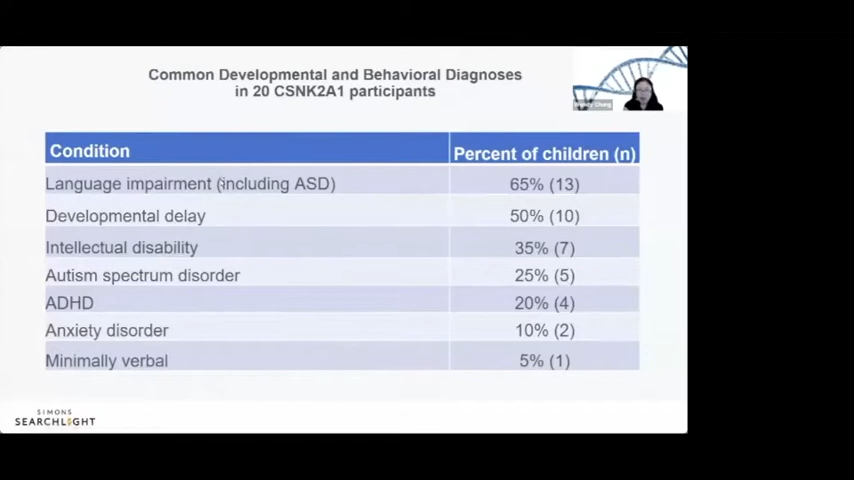 Common Developmental and Behavioral Diagnoses
in 20 CSNK2A1 participants
Wendy Chung
Condition Percent of children (n)
Language impairment (including ASD) 65% (13)
Developmental delay 50% (10)
Intellectual disability 35% (7)
Autism spectrum disorder 25% (5)
ADHD 20% (4)
Anxiety disorder 10% (2)
Minimally verbal 5% (1)
SIMONS
SEARCHLIGHT